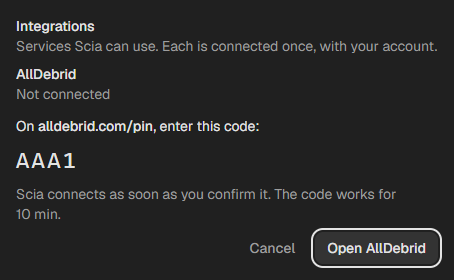 Integrations
Services Scia can use. Each is connected once, with your account.
AllDebrid
Not connected
On alldebrid.com/pin, enter this code:
AAA1
Scia connects as soon as you confirm it. The code works for
10 min.
Cancel
Open AllDebrid